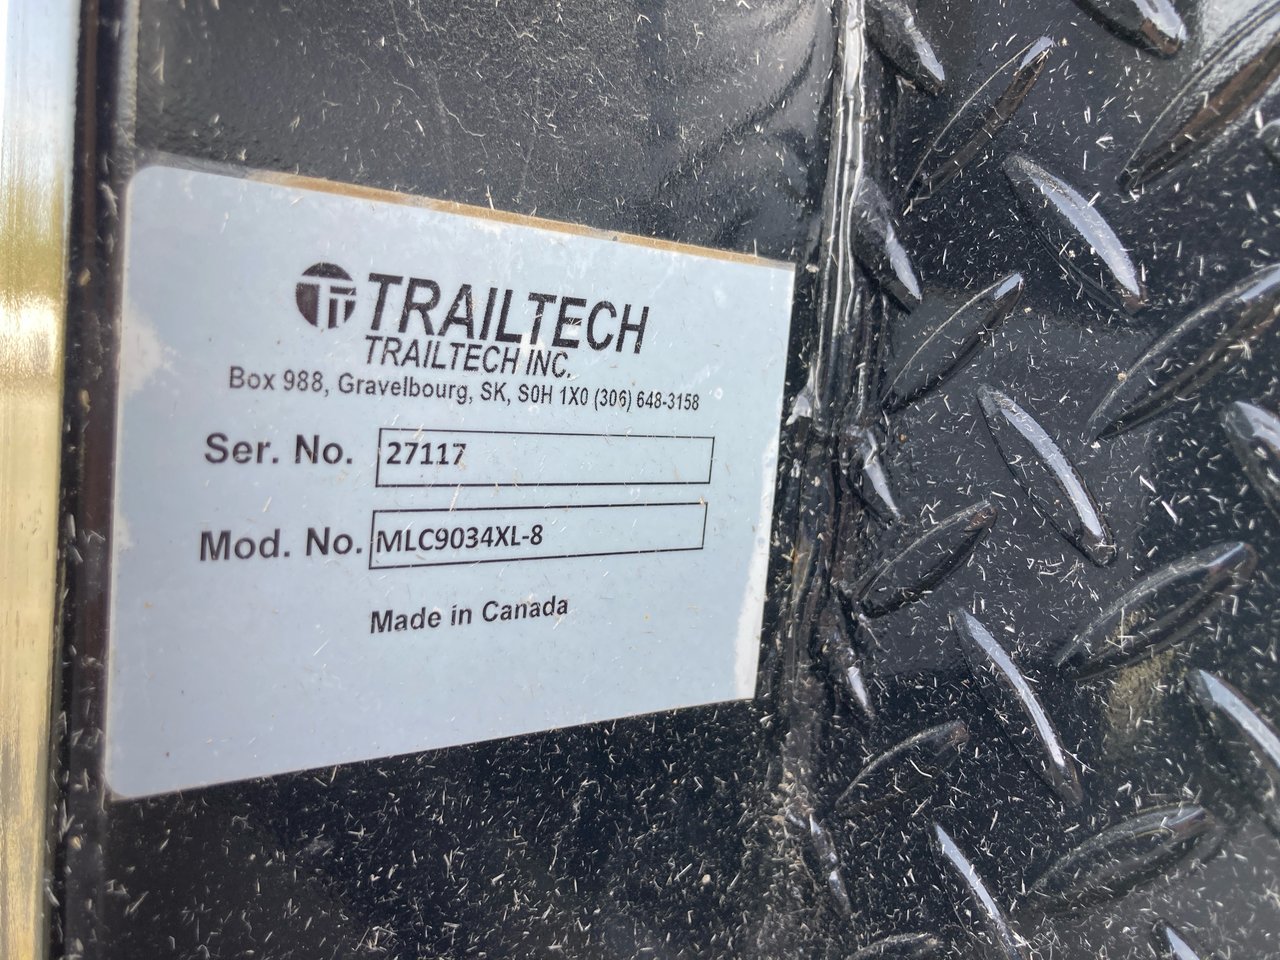 TRAILTECH
TRAILTECH INC.
Box 988, Gravelbourg, SK, S0H 1X0 (306) 648-3158
Ser. No. 27117
Mod. No. MLC9034XL-8
Made in Canada